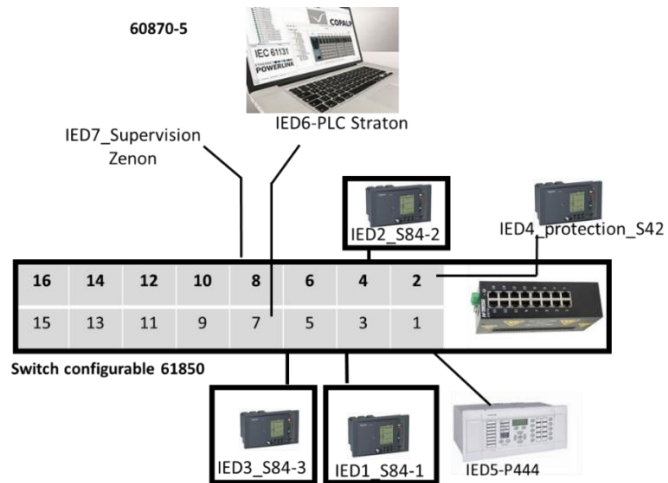 60870-5
COPALP
IEC 61131
POWERLINK
IED6-PLC Straton
IED7_Supervision
Zenon
IED2_S84-2
IED4_protection_S42
16 14 12 10 8 6 4 2
15 13 11 9 7 5 3 1
Switch configurable 61850
IED3_S84-3
IED1_S84-1
IED5-P444